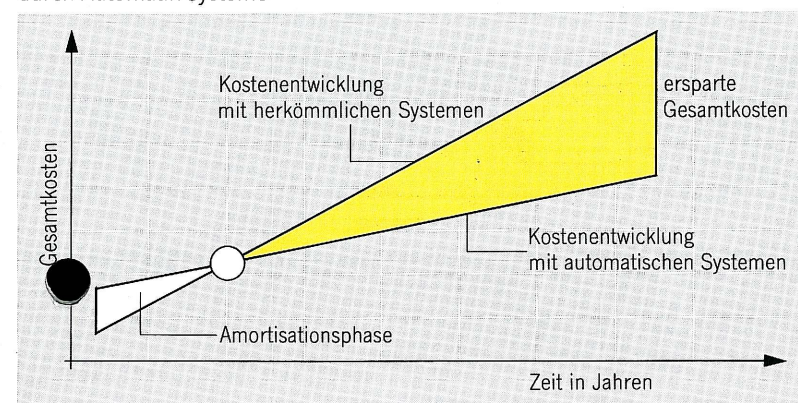 Kostenentwicklung
mit herkömmlichen Systemen
ersparte
Gesamtkosten
Gesamtkosten
Kostenentwicklung
mit automatischen Systemen
Amortisationsphase
Zeit in Jahren